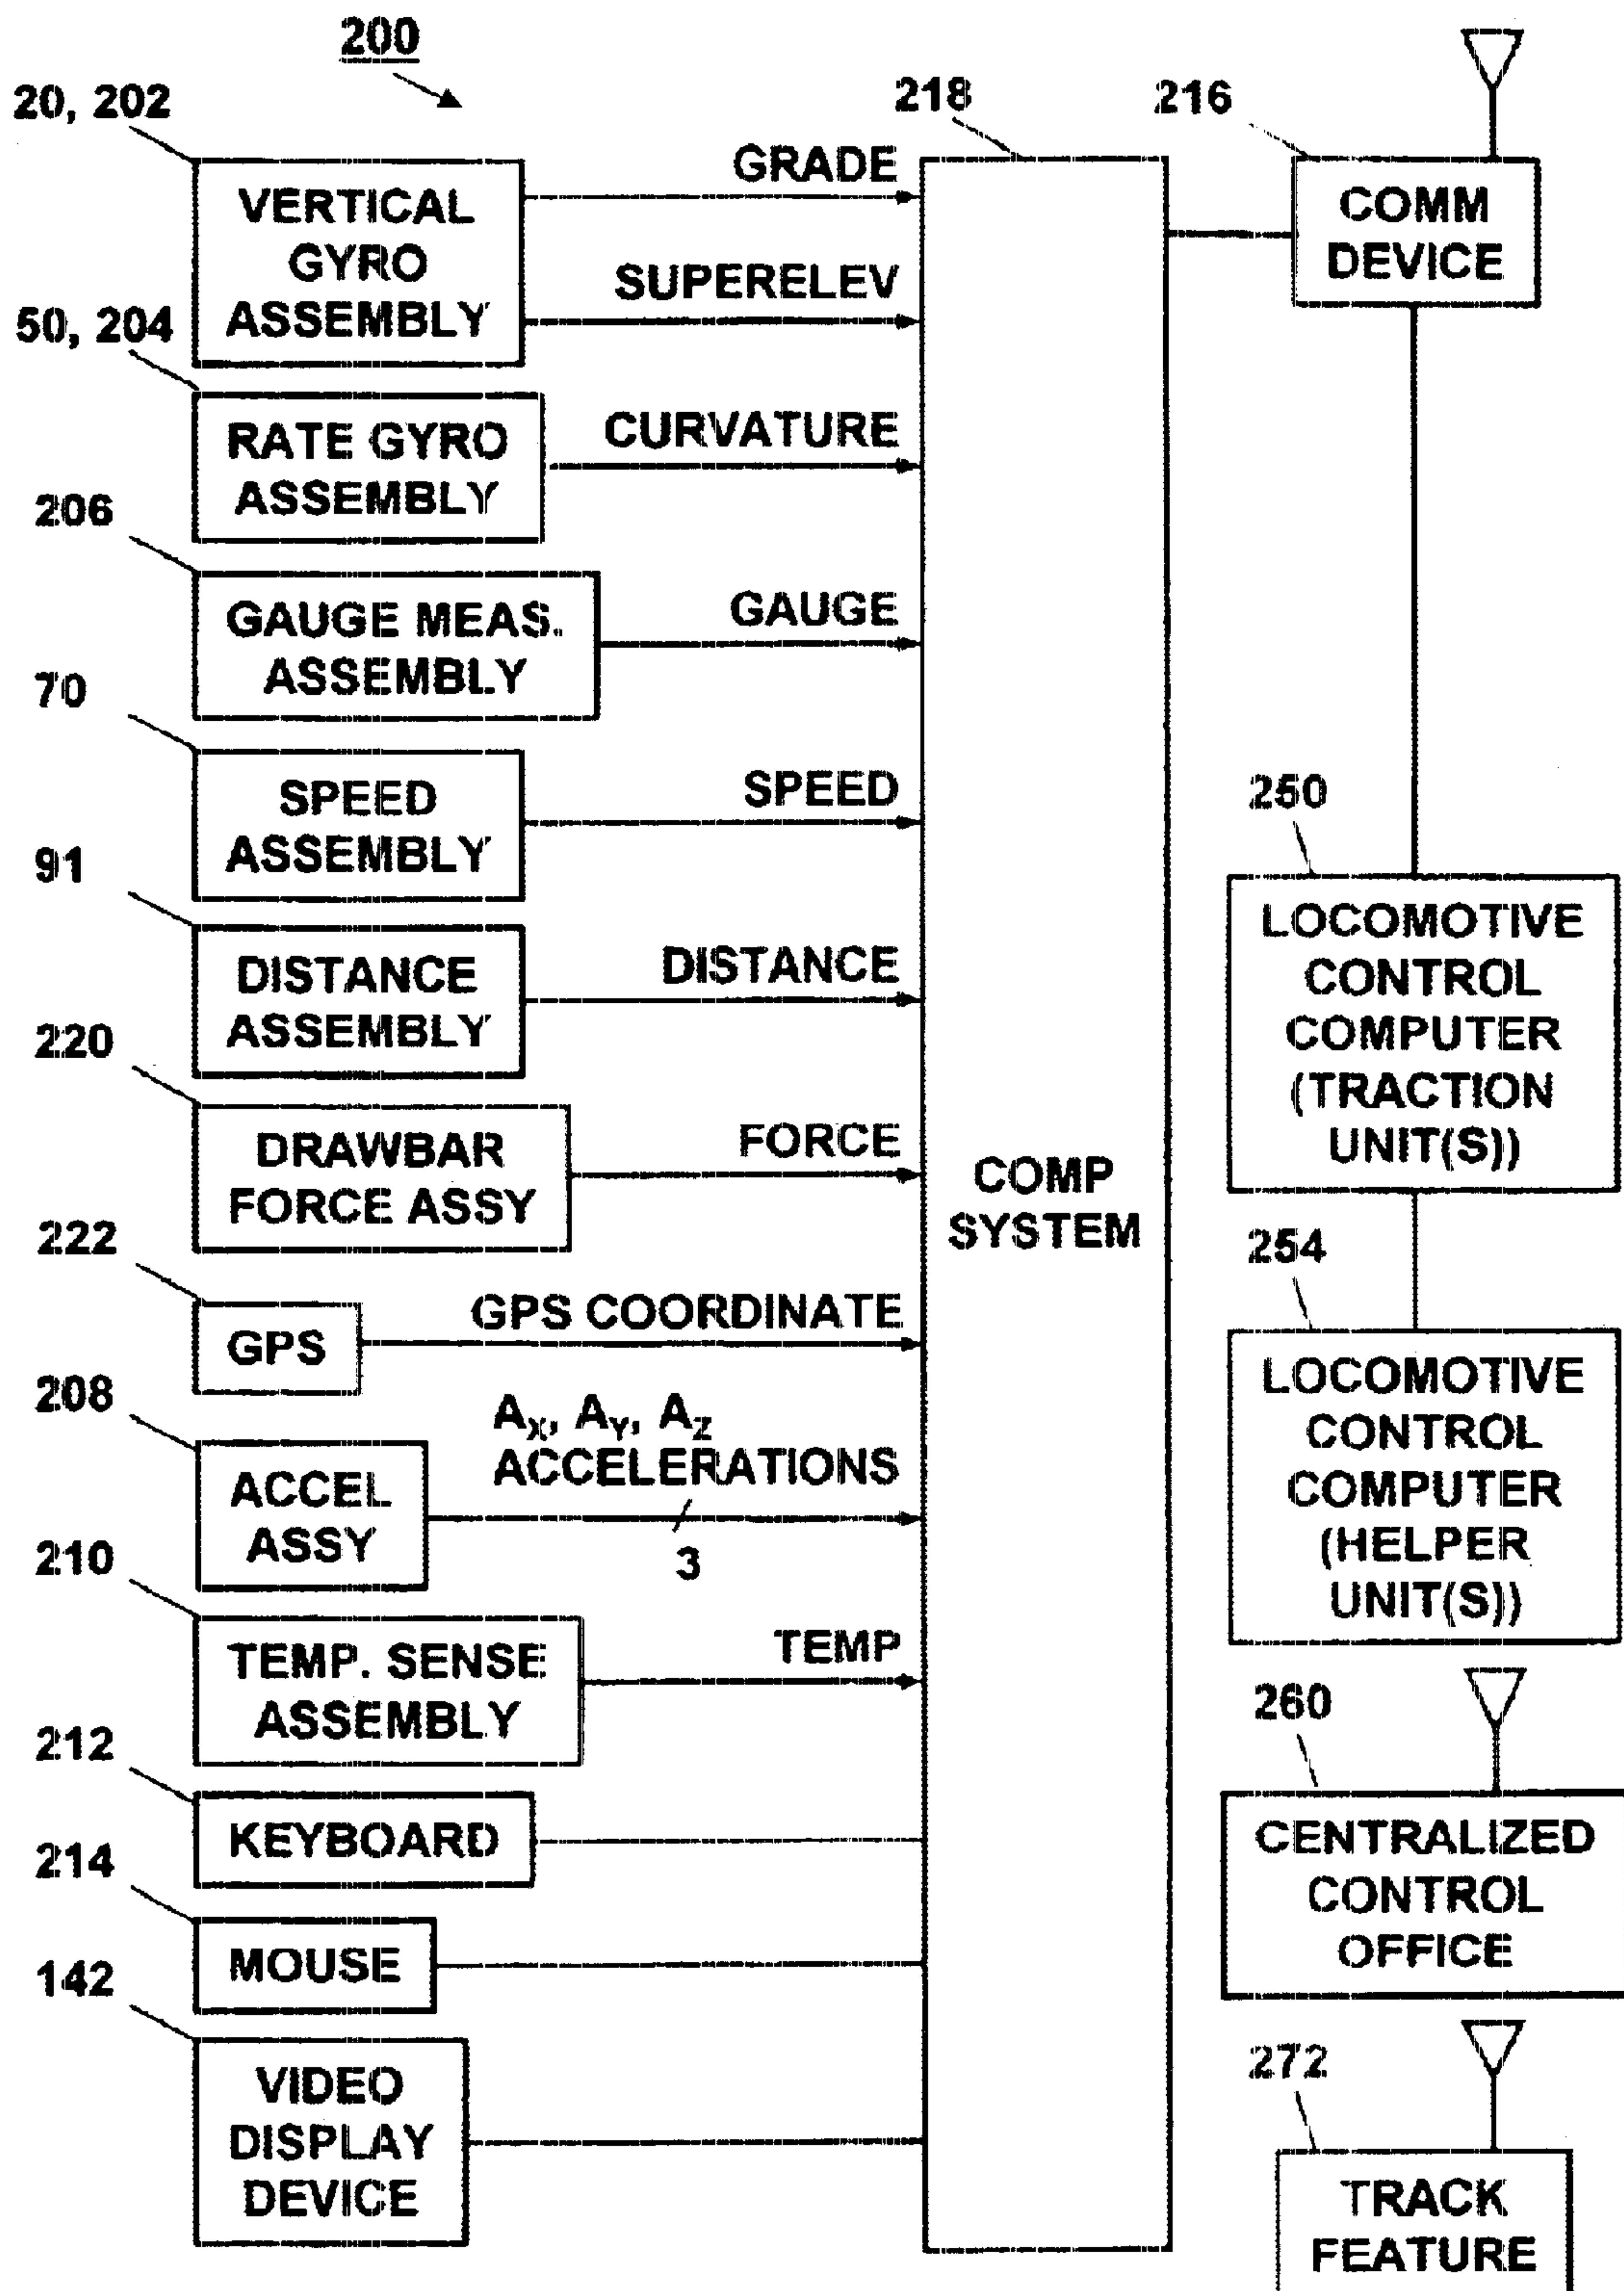 200
20, 202
VERTICAL
GYRO
ASSEMBLY
GRADE
SUPERELEV
50, 204
RATE GYRO
ASSEMBLY
CURVATURE
206
GAUGE MEAS.
ASSEMBLY
GAUGE
70
SPEED
ASSEMBLY
SPEED
91
DISTANCE
ASSEMBLY
DISTANCE
220
DRAWBAR
FORCE ASSY
FORCE
222
GPS
GPS COORDINATE
208
ACCEL
ASSY
AX, AY, AZ
ACCELERATIONS
3
210
TEMP. SENSE
ASSEMBLY
TEMP
212
KEYBOARD
214
MOUSE
142
VIDEO
DISPLAY
DEVICE
218
COMP
SYSTEM
216
COMM
DEVICE
250
LOCOMOTIVE
CONTROL
COMPUTER
(TRACTION
UNIT(S))
254
LOCOMOTIVE
CONTROL
COMPUTER
(HELPER
UNIT(S))
260
CENTRALIZED
CONTROL
OFFICE
272
TRACK
FEATURE